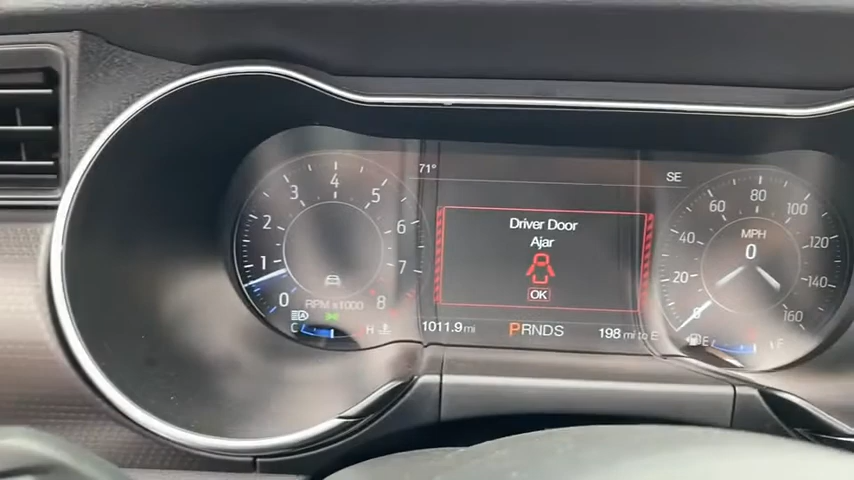 71°
SE
Driver Door
Ajar
OK
0
1
2
3
4
5
6
7
8
RPM x1000
C
H
1011.9 mi
PRNDS
198 mi to E
0
20
40
60
80
100
120
140
160
MPH
0
E
F